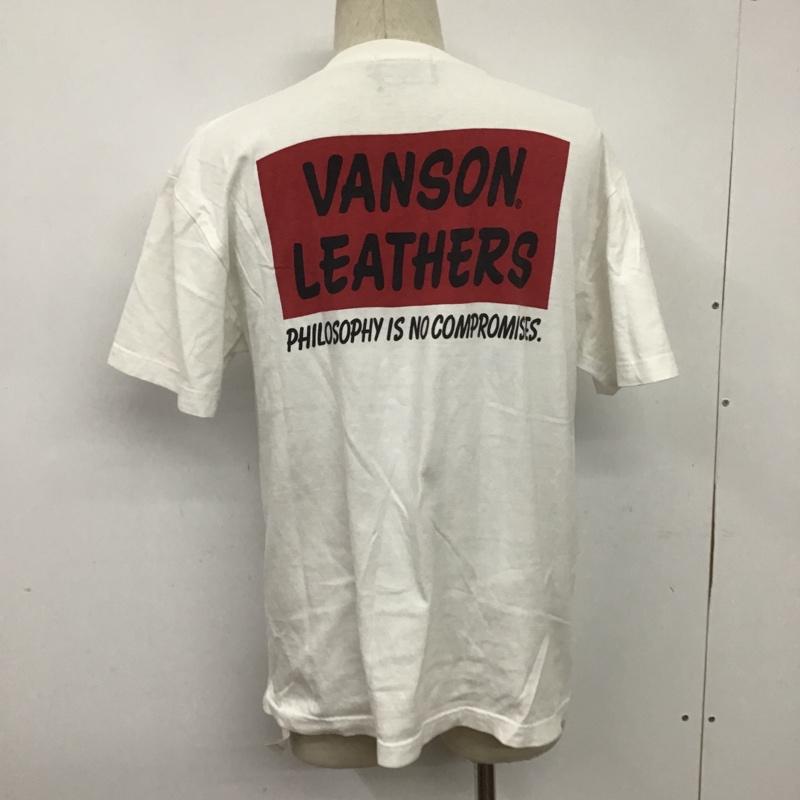 VANSON®
LEATHERS
PHILOSOPHY IS NO COMPROMISES.